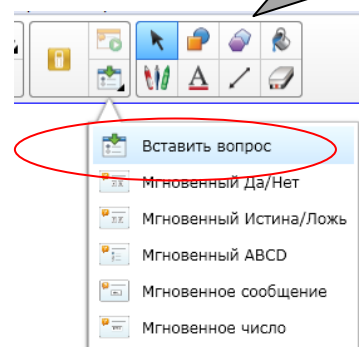 Вставить вопрос
Мгновенный Да/Нет
Мгновенный Истина/Ложь
Мгновенный ABCD
Мгновенное сообщение
Мгновенное число